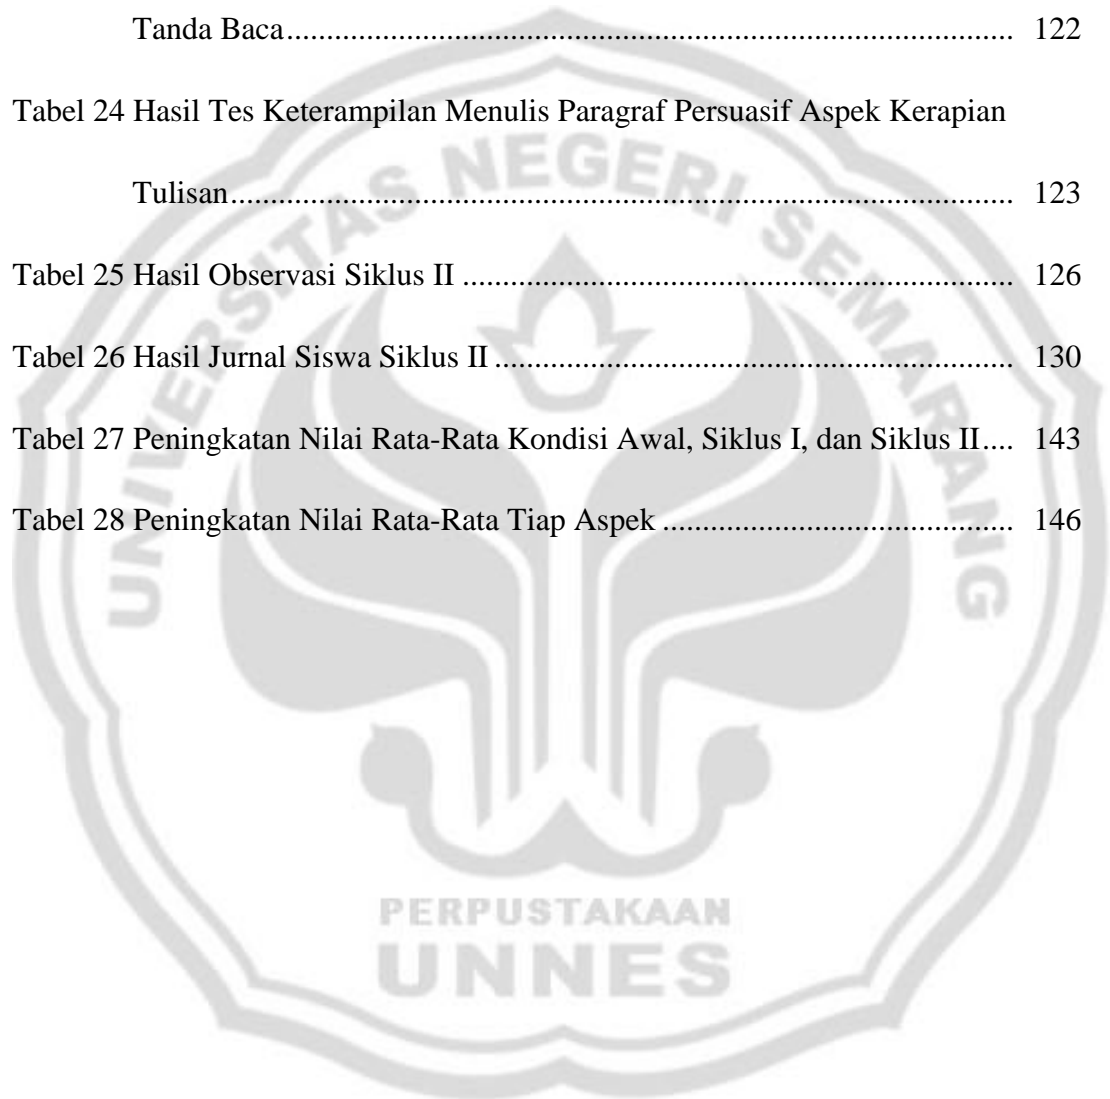 Tanda Baca........................................................................................... 122
Tabel 24 Hasil Tes Keterampilan Menulis Paragraf Persuasif Aspek Kerapian
Tulisan.................................................................................................. 123
Tabel 25 Hasil Observasi Siklus II ..................................................................... 126
Tabel 26 Hasil Jurnal Siswa Siklus II ................................................................. 130
Tabel 27 Peningkatan Nilai Rata-Rata Kondisi Awal, Siklus I, dan Siklus II.... 143
Tabel 28 Peningkatan Nilai Rata-Rata Tiap Aspek ............................................ 146
UNIVERSITAS NEGERI SEMARANG
PERPUSTAKAAN
UNNES